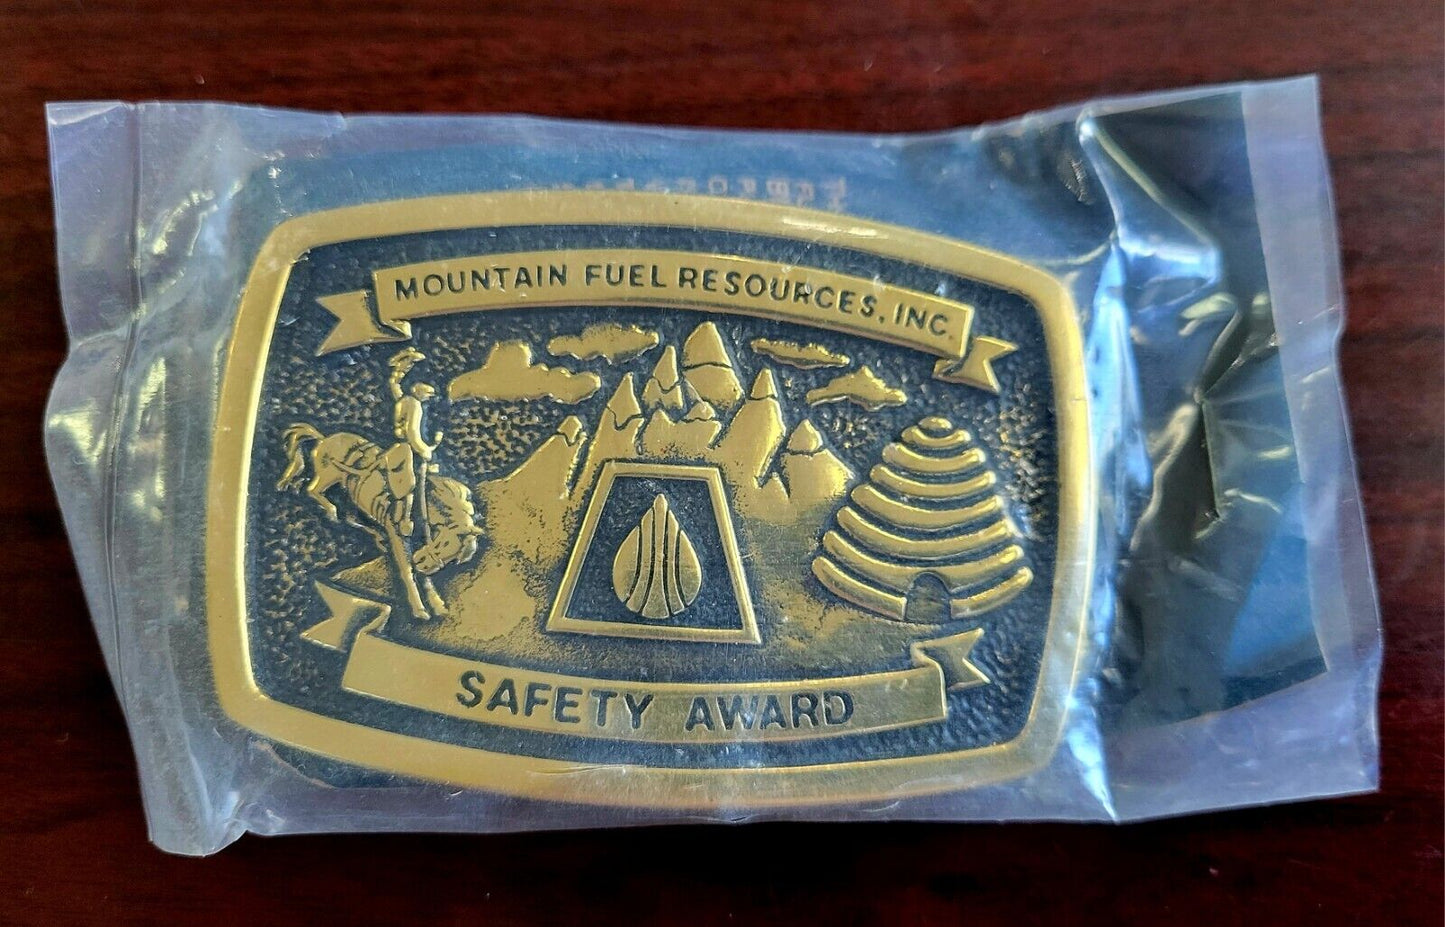 MOUNTAIN FUEL RESOURCES, INC.
SAFETY AWARD